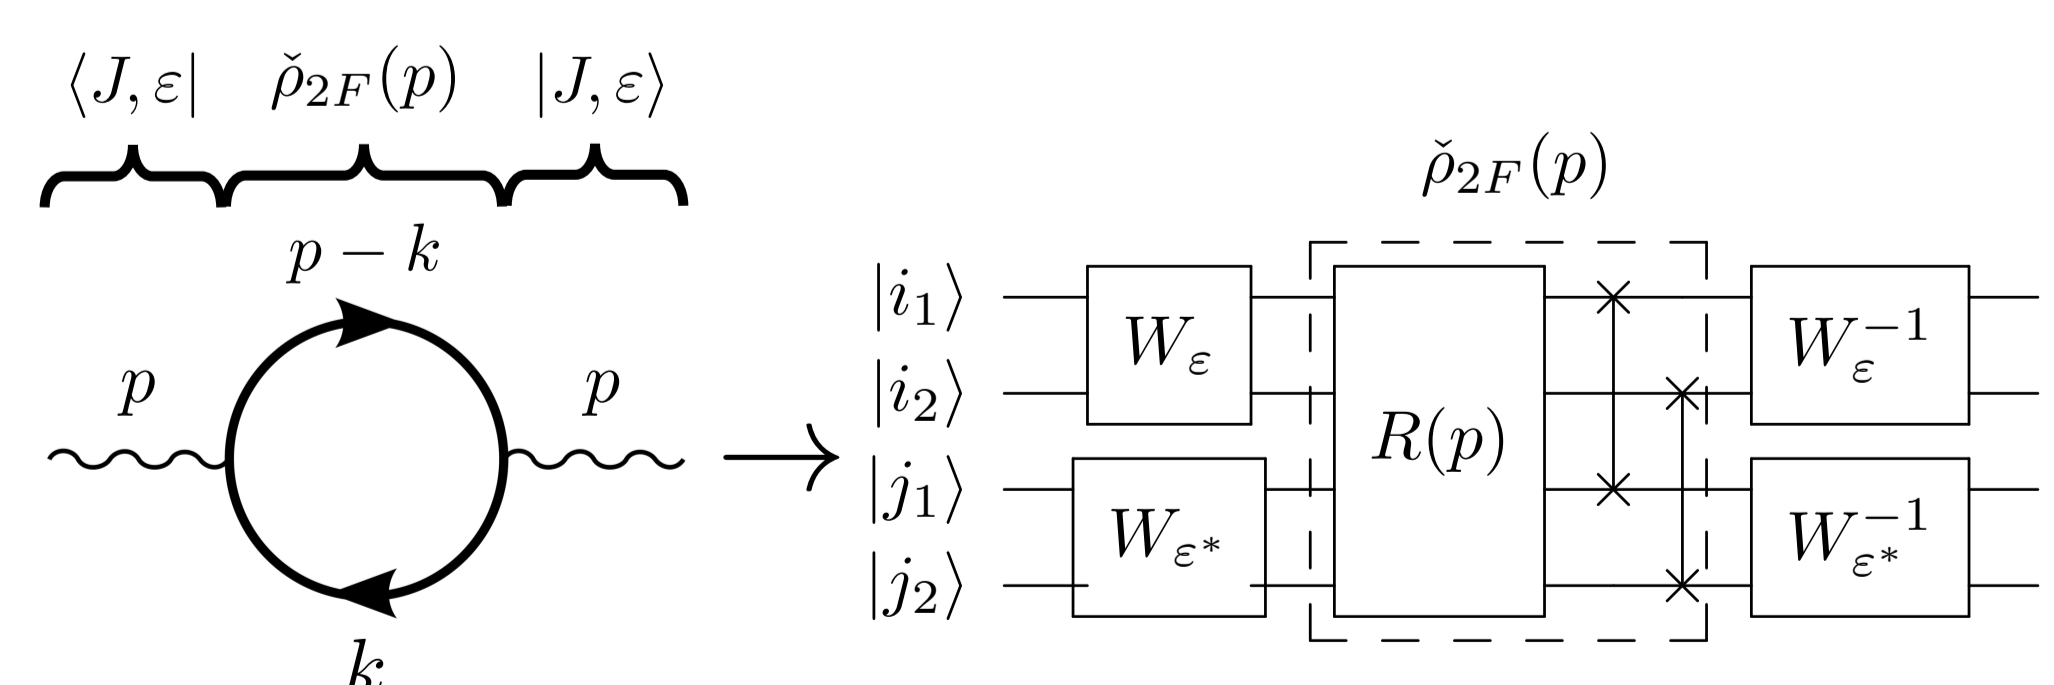 ⟨J, ε| ρ̌₂F(p) |J, ε⟩
p − k
p p
k
ρ̌₂F(p)
|i₁⟩
|i₂⟩
|j₁⟩
|j₂⟩
W_ε
W_ε*
R(p)
W_ε⁻¹
W_ε*⁻¹